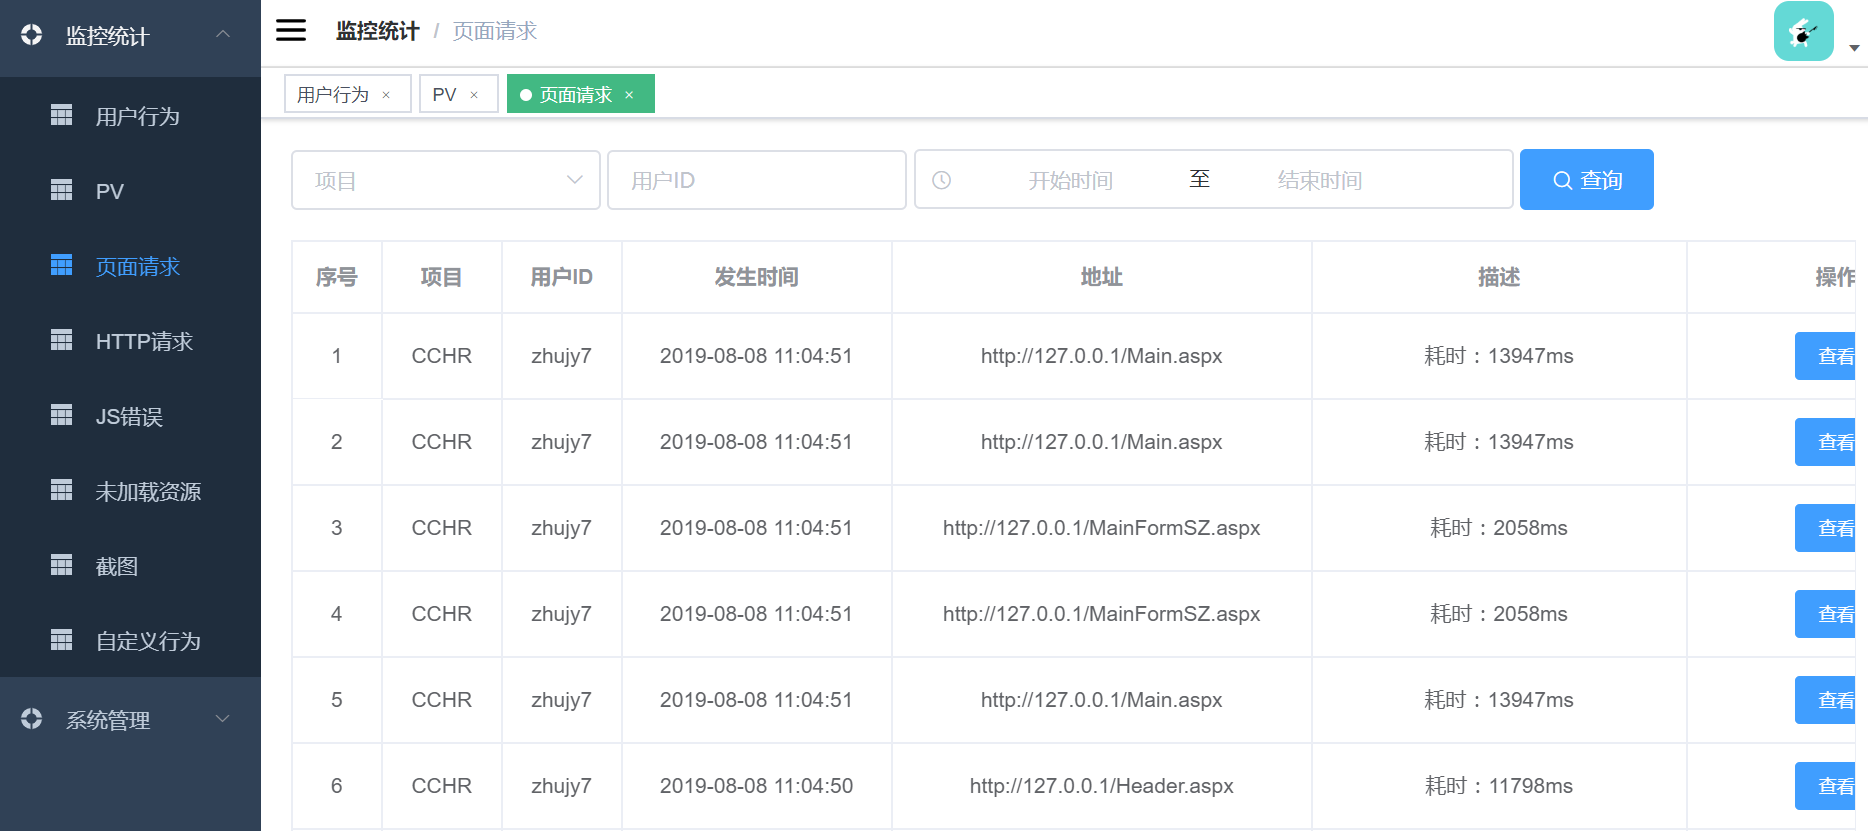 监控统计
用户行为
PV
页面请求
HTTP请求
JS错误
未加载资源
截图
自定义行为
系统管理
监控统计 / 页面请求
用户行为 × PV × 页面请求 ×
项目 用户ID 开始时间 至 结束时间 查询
序号 项目 用户ID 发生时间 地址 描述 操作
1 CCHR zhujy7 2019-08-08 11:04:51 http://127.0.0.1/Main.aspx 耗时：13947ms 查看
2 CCHR zhujy7 2019-08-08 11:04:51 http://127.0.0.1/Main.aspx 耗时：13947ms 查看
3 CCHR zhujy7 2019-08-08 11:04:51 http://127.0.0.1/MainFormSZ.aspx 耗时：2058ms 查看
4 CCHR zhujy7 2019-08-08 11:04:51 http://127.0.0.1/MainFormSZ.aspx 耗时：2058ms 查看
5 CCHR zhujy7 2019-08-08 11:04:51 http://127.0.0.1/Main.aspx 耗时：13947ms 查看
6 CCHR zhujy7 2019-08-08 11:04:50 http://127.0.0.1/Header.aspx 耗时：11798ms 查看